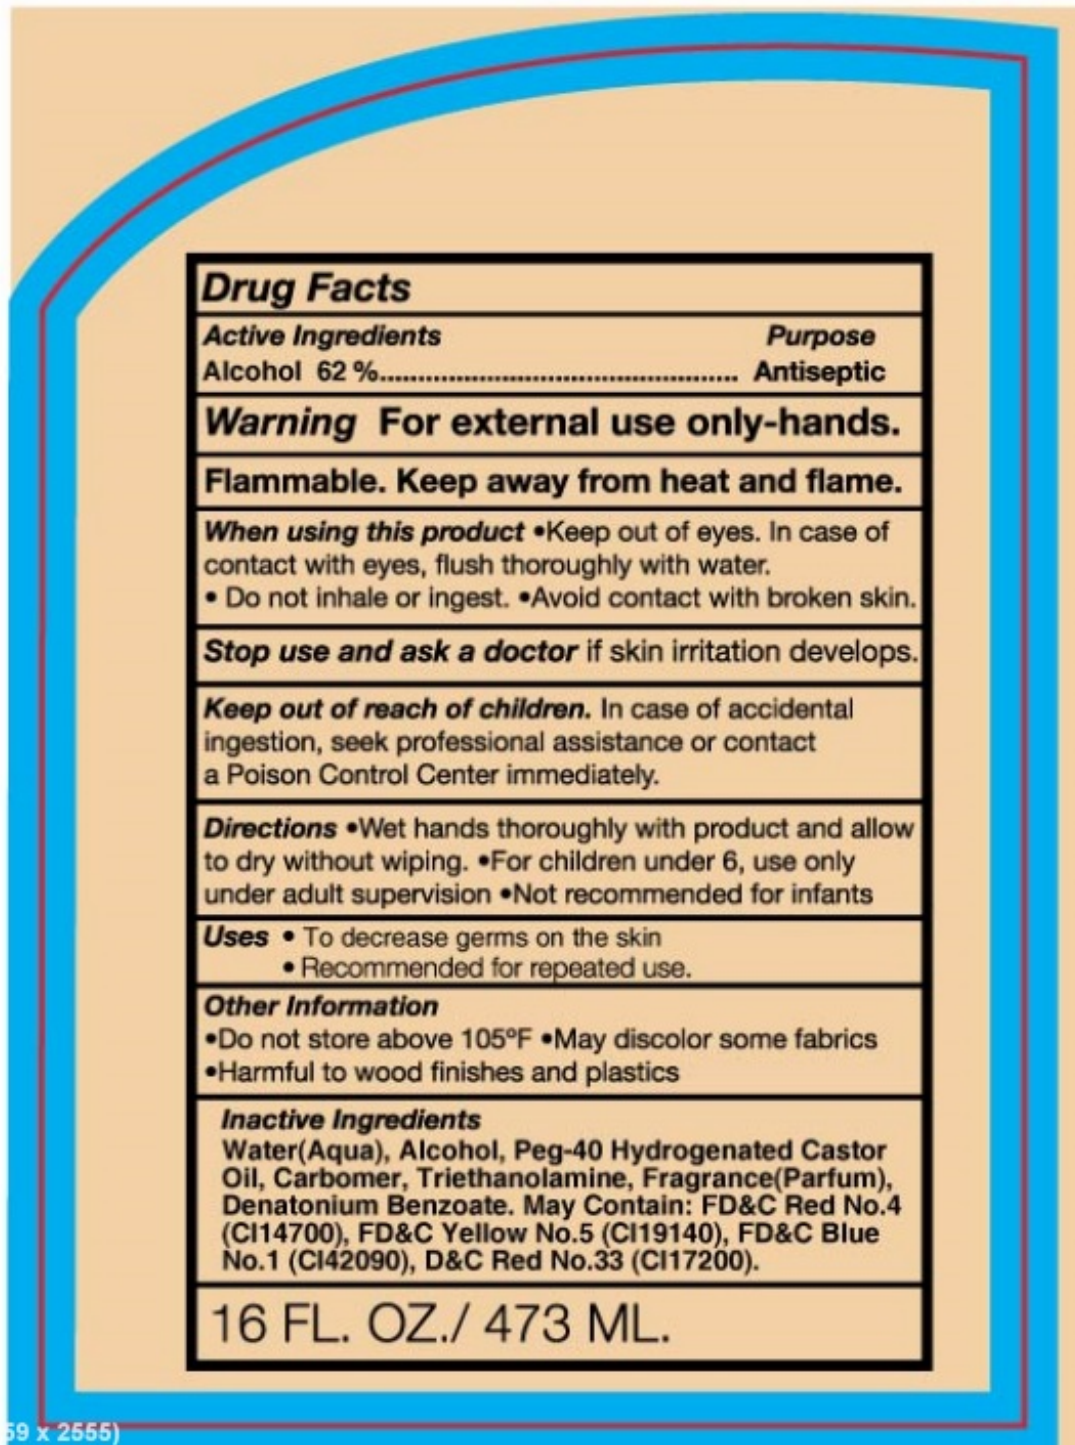 Drug Facts
Active Ingredients Purpose
Alcohol 62 %............................................... Antiseptic
Warning For external use only-hands.
Flammable. Keep away from heat and flame.
When using this product •Keep out of eyes. In case of
contact with eyes, flush thoroughly with water.
• Do not inhale or ingest. •Avoid contact with broken skin.
Stop use and ask a doctor if skin irritation develops.
Keep out of reach of children. In case of accidental
ingestion, seek professional assistance or contact
a Poison Control Center immediately.
Directions •Wet hands thoroughly with product and allow
to dry without wiping. •For children under 6, use only
under adult supervision •Not recommended for infants
Uses • To decrease germs on the skin
• Recommended for repeated use.
Other Information
•Do not store above 105ºF •May discolor some fabrics
•Harmful to wood finishes and plastics
Inactive Ingredients
Water(Aqua), Alcohol, Peg-40 Hydrogenated Castor
Oil, Carbomer, Triethanolamine, Fragrance(Parfum),
Denatonium Benzoate. May Contain: FD&C Red No.4
(CI14700), FD&C Yellow No.5 (CI19140), FD&C Blue
No.1 (CI42090), D&C Red No.33 (CI17200).
16 FL. OZ./ 473 ML.
59 x 2555)